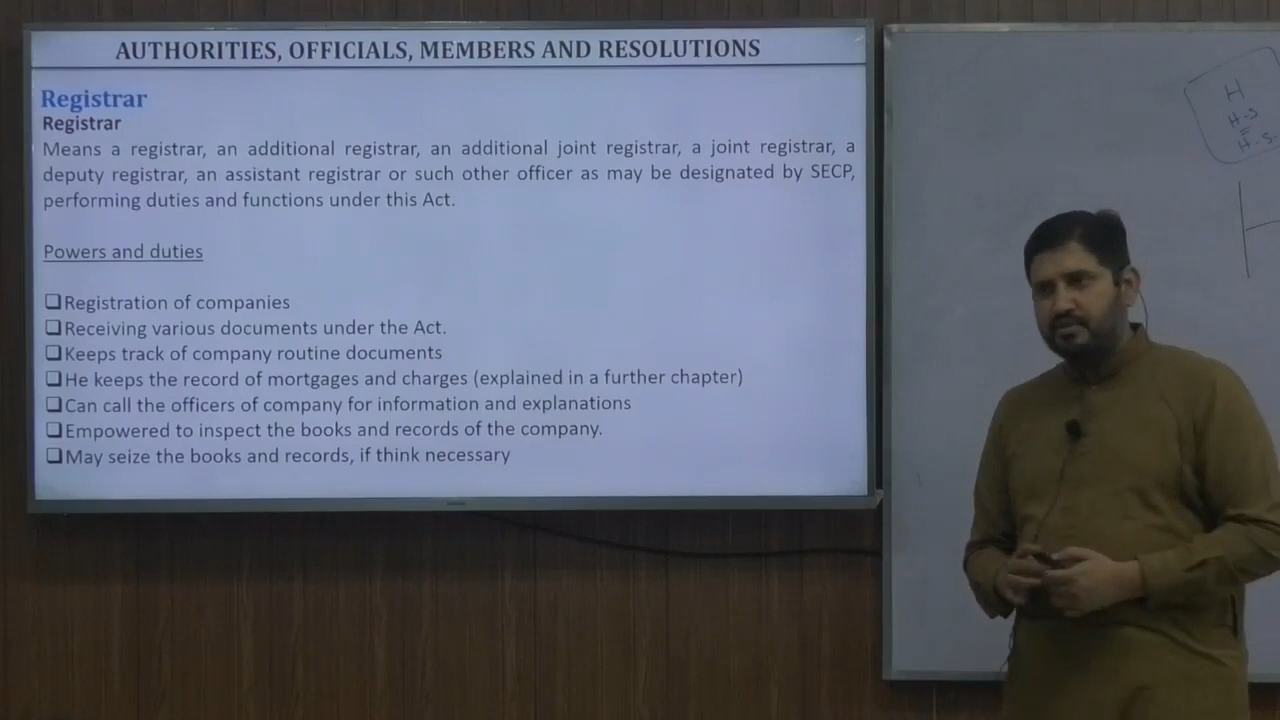 AUTHORITIES, OFFICIALS, MEMBERS AND RESOLUTIONS
Registrar
Registrar
Means a registrar, an additional registrar, an additional joint registrar, a joint registrar, a
deputy registrar, an assistant registrar or such other officer as may be designated by SECP,
performing duties and functions under this Act.
Powers and duties
❑Registration of companies
❑Receiving various documents under the Act.
❑Keeps track of company routine documents
❑He keeps the record of mortgages and charges (explained in a further chapter)
❑Can call the officers of company for information and explanations
❑Empowered to inspect the books and records of the company.
❑May seize the books and records, if think necessary
H
H-S